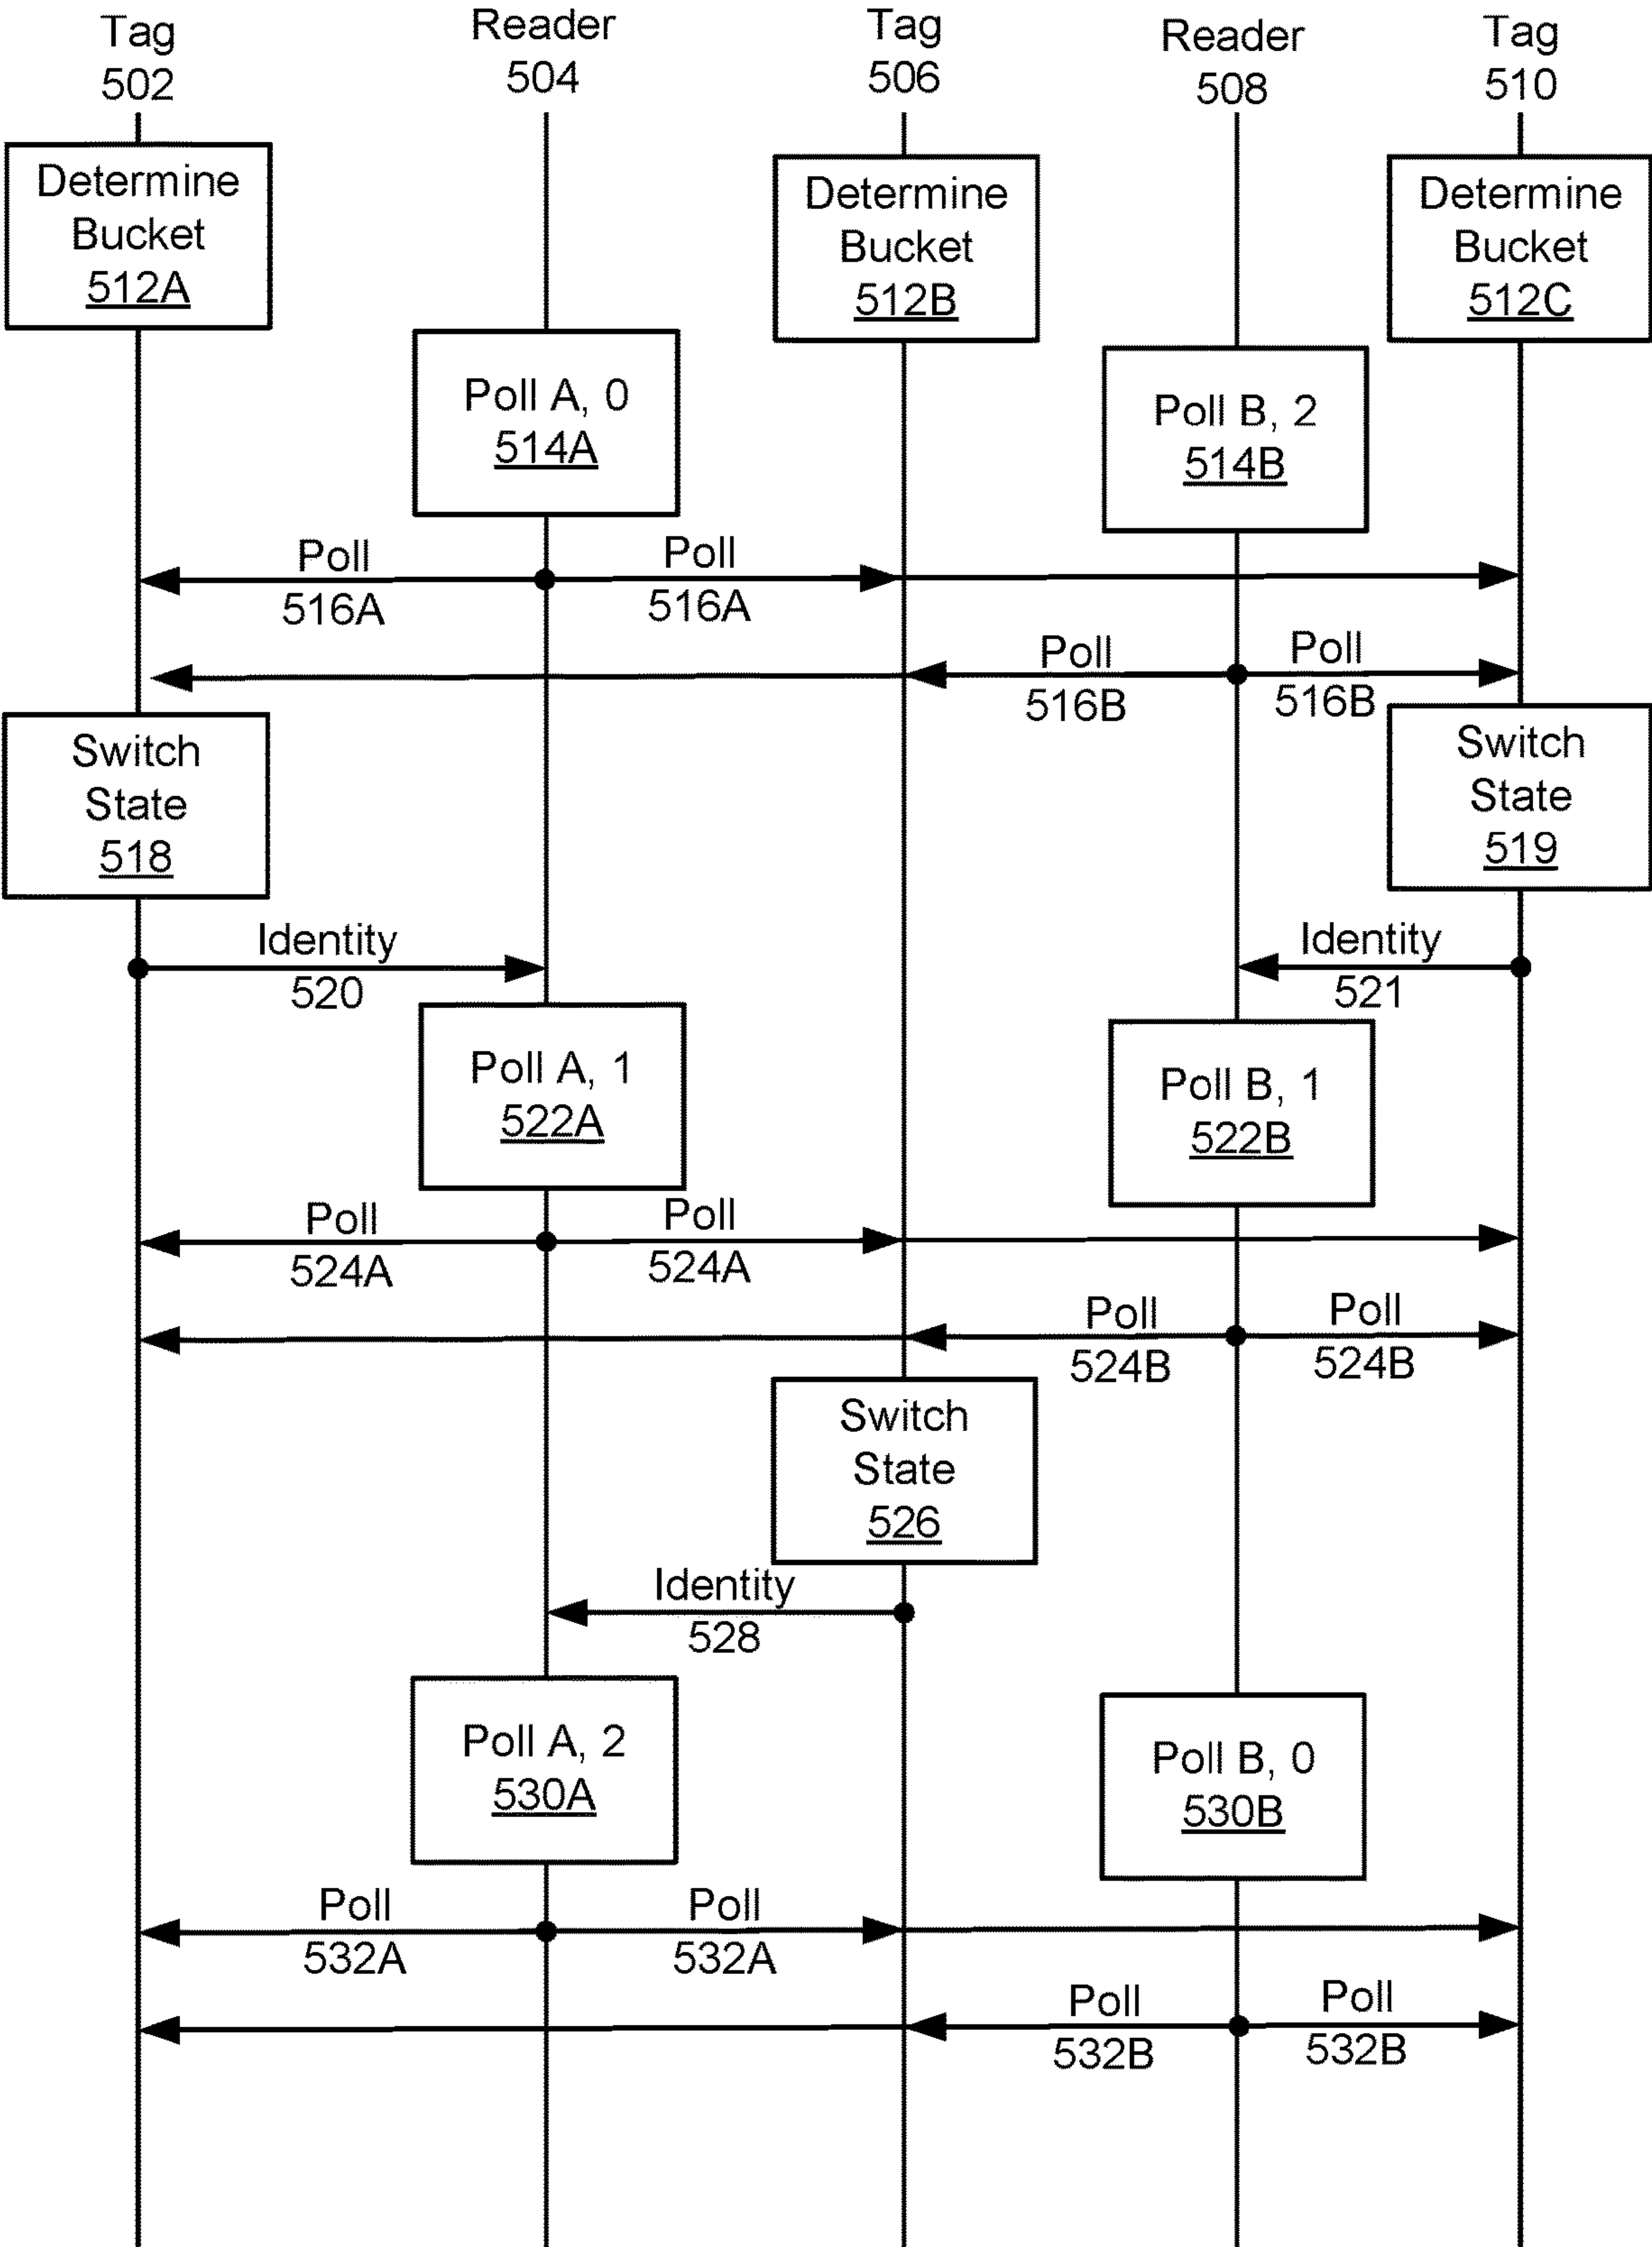 Tag
502
Reader
504
Tag
506
Reader
508
Tag
510
Determine
Bucket
512A
Determine
Bucket
512B
Determine
Bucket
512C
Poll A, 0
514A
Poll B, 2
514B
Poll
516A
Poll
516A
Poll
516B
Poll
516B
Switch
State
518
Switch
State
519
Identity
520
Identity
521
Poll A, 1
522A
Poll B, 1
522B
Poll
524A
Poll
524A
Poll
524B
Poll
524B
Switch
State
526
Identity
528
Poll A, 2
530A
Poll B, 0
530B
Poll
532A
Poll
532A
Poll
532B
Poll
532B